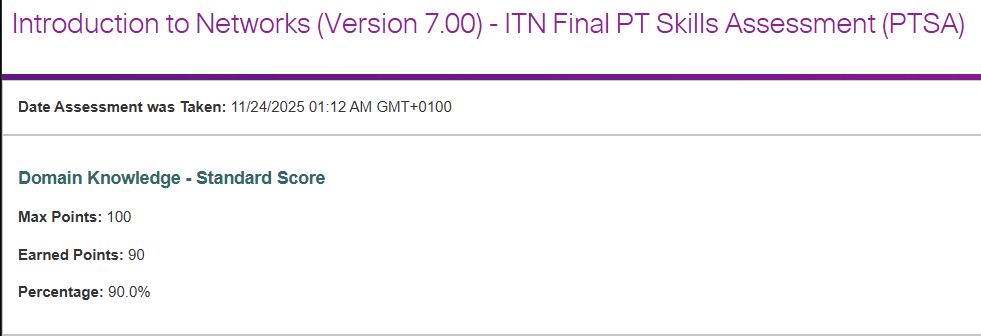 Introduction to Networks (Version 7.00) - ITN Final PT Skills Assessment (PTSA)
Date Assessment was Taken: 11/24/2025 01:12 AM GMT+0100
Domain Knowledge - Standard Score
Max Points: 100
Earned Points: 90
Percentage: 90.0%